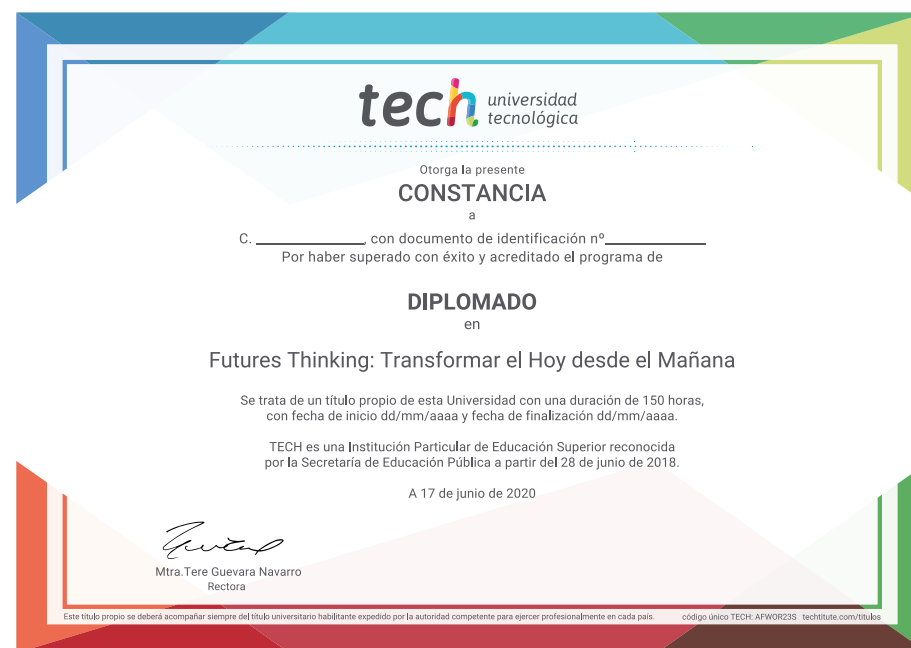 tech universidad
tecnológica
Otorga la presente
CONSTANCIA
a
C. ____________, con documento de identificación nº____________
Por haber superado con éxito y acreditado el programa de
DIPLOMADO
en
Futures Thinking: Transformar el Hoy desde el Mañana
Se trata de un título propio de esta Universidad con una duración de 150 horas,
con fecha de inicio dd/mm/aaaa y fecha de finalización dd/mm/aaaa.
TECH es una Institución Particular de Educación Superior reconocida
por la Secretaría de Educación Pública a partir del 28 de junio de 2018.
A 17 de junio de 2020
Mtra.Tere Guevara Navarro
Rectora
Este título propio se deberá acompañar siempre del título universitario habilitante expedido por la autoridad competente para ejercer profesionalmente en cada país. código único TECH: AFWOR23S techtitute.com/titulos